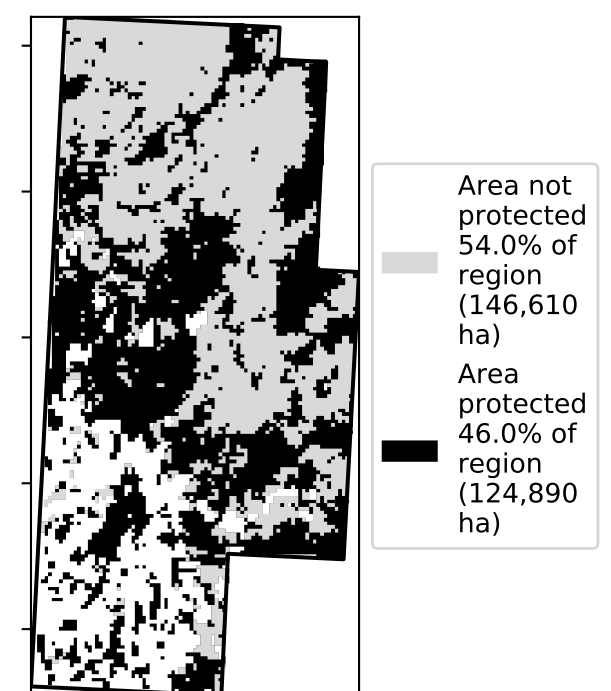 Area not
protected
54.0% of
region
(146,610
ha)
Area
protected
46.0% of
region
(124,890
ha)